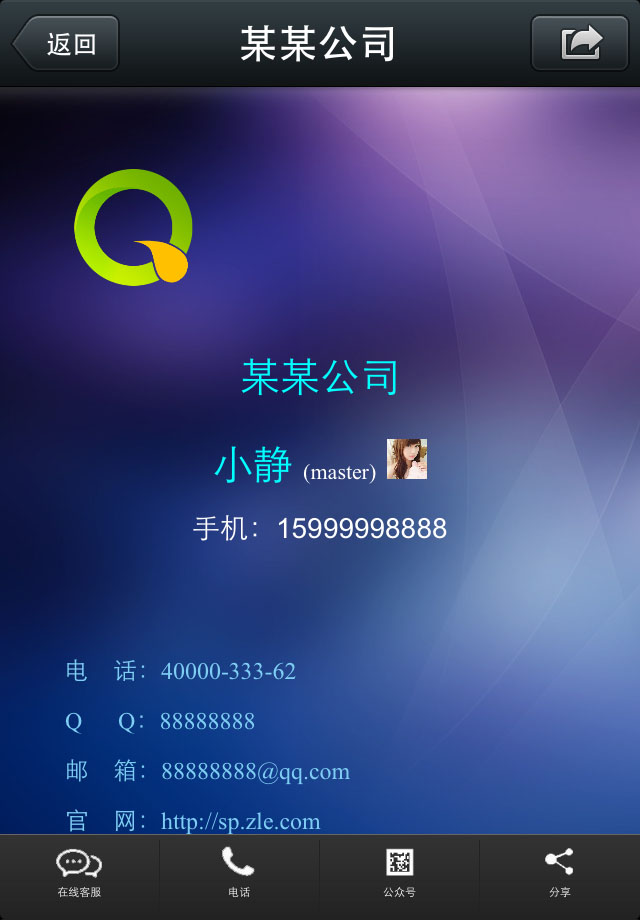 返回
某某公司
某某公司
小静 (master)
手机：15999998888
电 话：40000-333-62
Q Q：88888888
邮 箱：88888888@qq.com
官 网：http://sp.zle.com
在线客服
电话
公众号
分享